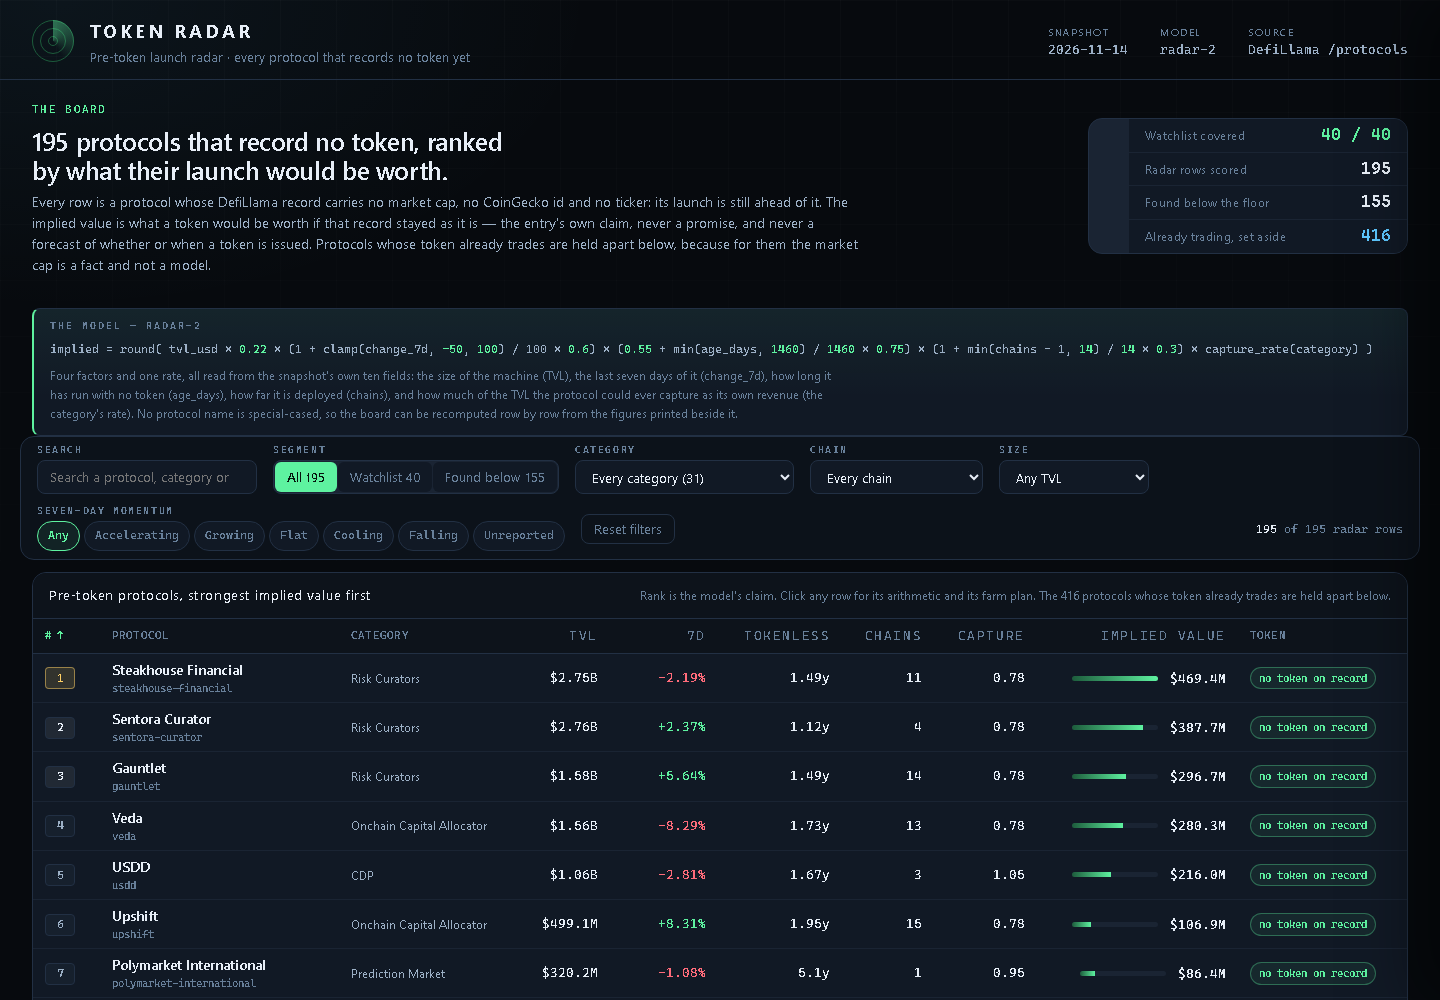 TOKEN RADAR
Pre-token launch radar · every protocol that records no token yet
SNAPSHOT
2026-11-14
MODEL
radar-2
SOURCE
DefiLlama /protocols
THE BOARD
195 protocols that record no token, ranked
by what their launch would be worth.
Every row is a protocol whose DefiLlama record carries no market cap, no CoinGecko id and no ticker: its launch is still ahead of it. The
implied value is what a token would be worth if that record stayed as it is — the entry's own claim, never a promise, and never a
forecast of whether or when a token is issued. Protocols whose token already trades are held apart below, because for them the market
cap is a fact and not a model.
Watchlist covered 40 / 40
Radar rows scored 195
Found below the floor 155
Already trading, set aside 416
THE MODEL — RADAR-2
implied = round( tvl_usd × 0.22 × (1 + clamp(change_7d, −50, 100) / 100 × 0.6) × (0.55 + min(age_days, 1460) / 1460 × 0.75) × (1 + min(chains − 1, 14) / 14 × 0.3) × capture_rate(category) )
Four factors and one rate, all read from the snapshot's own ten fields: the size of the machine (TVL), the last seven days of it (change_7d), how long it
has run with no token (age_days), how far it is deployed (chains), and how much of the TVL the protocol could ever capture as its own revenue (the
category's rate). No protocol name is special-cased, so the board can be recomputed row by row from the figures printed beside it.
SEARCH
Search a protocol, category or
SEGMENT
All 195 Watchlist 40 Found below 155
CATEGORY
Every category (31)
CHAIN
Every chain
SIZE
Any TVL
SEVEN-DAY MOMENTUM
Any Accelerating Growing Flat Cooling Falling Unreported
Reset filters
195 of 195 radar rows
Pre-token protocols, strongest implied value first
Rank is the model's claim. Click any row for its arithmetic and its farm plan. The 416 protocols whose token already trades are held apart below.
# ↑ PROTOCOL CATEGORY TVL 7D TOKENLESS CHAINS CAPTURE IMPLIED VALUE TOKEN
1 Steakhouse Financial Risk Curators $2.75B −2.19% 1.49y 11 0.78 $469.4M no token on record
steakhouse-financial
2 Sentora Curator Risk Curators $2.76B +2.37% 1.12y 4 0.78 $387.7M no token on record
sentora-curator
3 Gauntlet Risk Curators $1.58B +5.64% 1.49y 14 0.78 $296.7M no token on record
gauntlet
4 Veda Onchain Capital Allocator $1.56B −8.29% 1.73y 13 0.78 $280.3M no token on record
veda
5 USDD CDP $1.06B −2.81% 1.67y 3 1.05 $216.0M no token on record
usdd
6 Upshift Onchain Capital Allocator $499.1M +8.31% 1.95y 15 0.78 $106.9M no token on record
upshift
7 Polymarket International Prediction Market $320.2M −1.08% 5.1y 1 0.95 $86.4M no token on record
polymarket-international